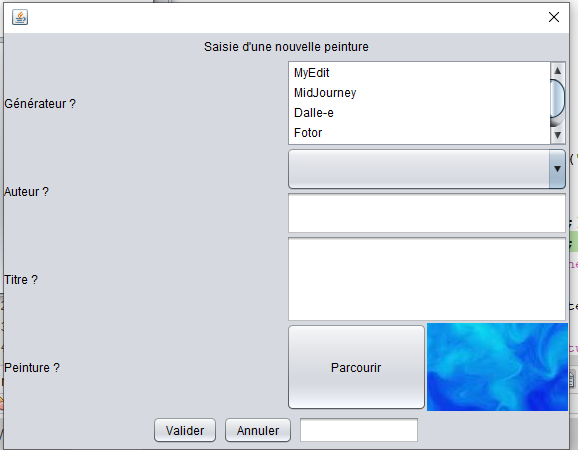 Saisie d'une nouvelle peinture
Générateur ?
MyEdit
MidJourney
Dalle-e
Fotor
Auteur ?
Titre ?
Peinture ?
Parcourir
Valider
Annuler